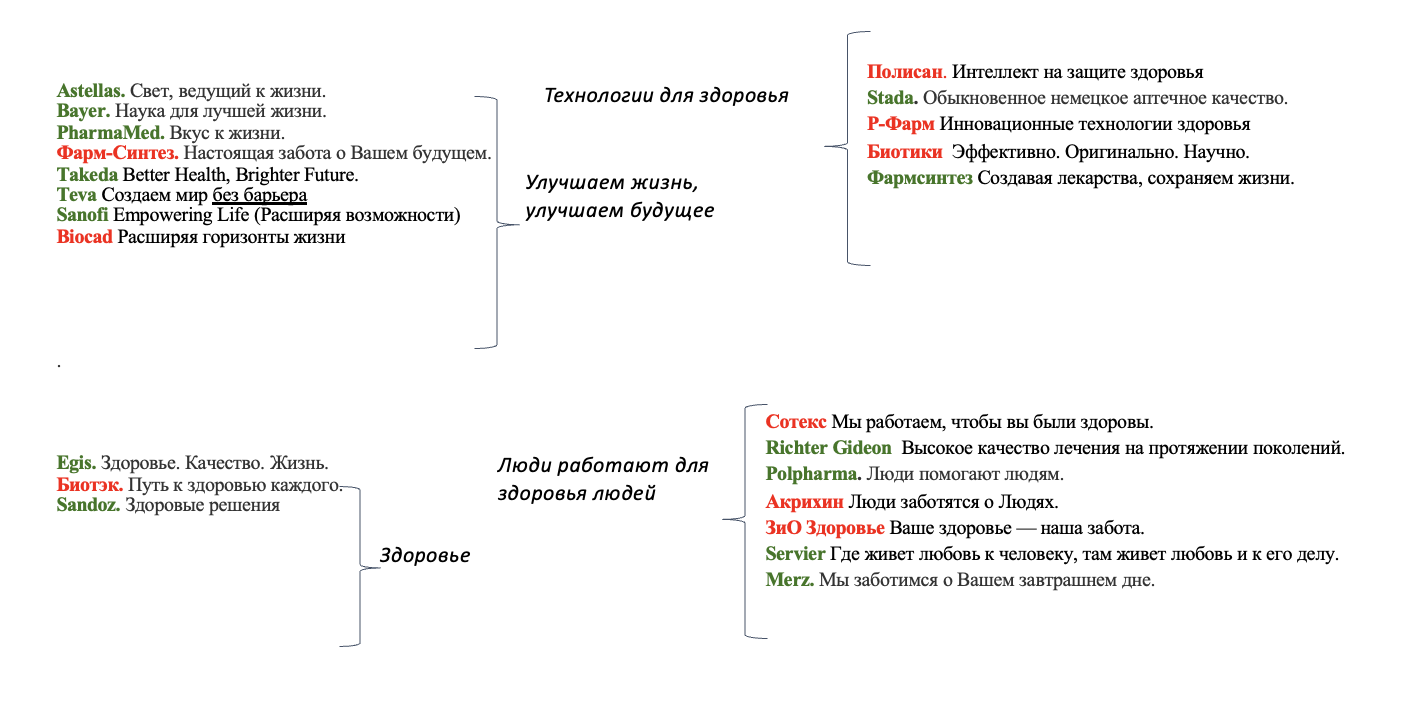 Astellas. Свет, ведущий к жизни.
Bayer. Наука для лучшей жизни.
PharmaMed. Вкус к жизни.
Фарм-Синтез. Настоящая забота о Вашем будущем.
Takeda Better Health, Brighter Future.
Teva Создаем мир без барьера
Sanofi Empowering Life (Расширяя возможности)
Biocad Расширяя горизонты жизни
Улучшаем жизнь,
улучшаем будущее
Технологии для здоровья
Полисан. Интеллект на защите здоровья
Stada. Обыкновенное немецкое аптечное качество.
Р-Фарм Инновационные технологии здоровья
Биотики Эффективно. Оригинально. Научно.
Фармсинтез Создавая лекарства, сохраняем жизни.
.
Egis. Здоровье. Качество. Жизнь.
Биотэк. Путь к здоровью каждого.
Sandoz. Здоровые решения
Здоровье
Люди работают для
здоровья людей
Сотекс Мы работаем, чтобы вы были здоровы.
Richter Gideon Высокое качество лечения на протяжении поколений.
Polpharma. Люди помогают людям.
Акрихин Люди заботятся о Людях.
ЗиО Здоровье Ваше здоровье — наша забота.
Servier Где живет любовь к человеку, там живет любовь и к его делу.
Merz. Мы заботимся о Вашем завтрашнем дне.